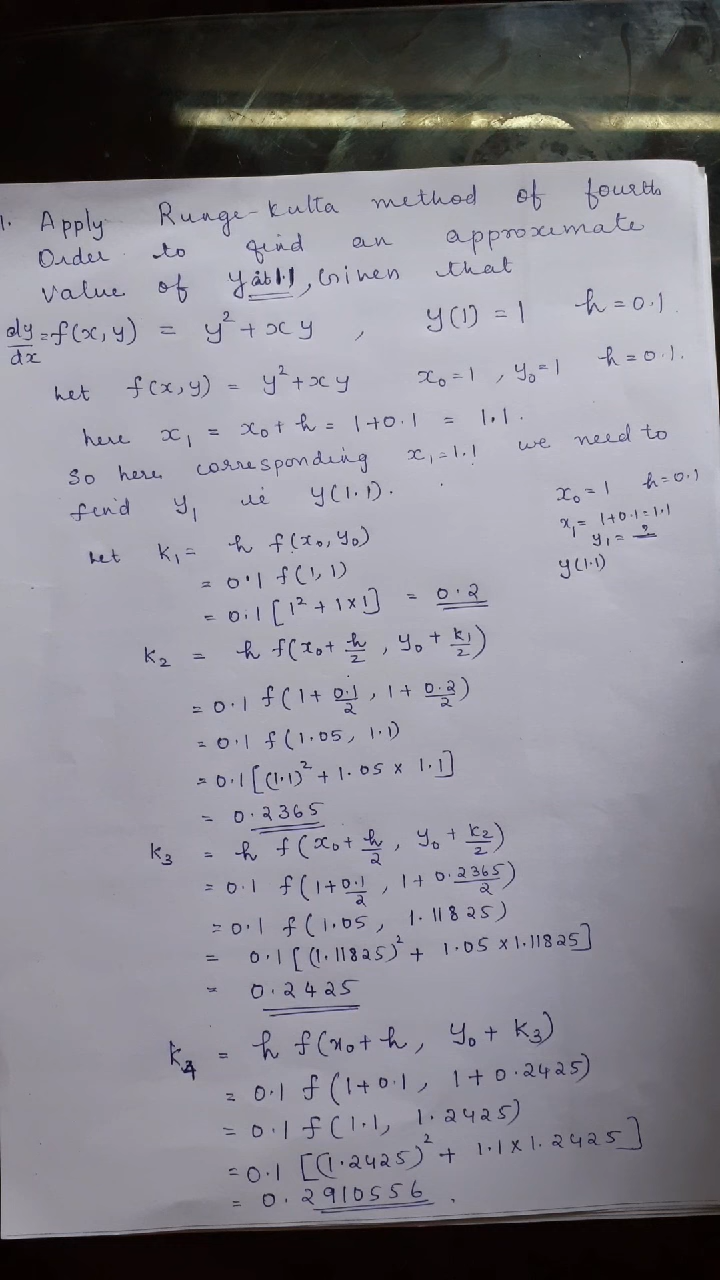 1. Apply Runge-Kutta method of fourth
Order to find an approximate
value of y at 1.1, Given that
dy/dx = f(x,y) = y² + xy , y(1) = 1 h = 0.1
Let f(x,y) = y² + xy x₀ = 1 , y₀ = 1 h = 0.1.
here x₁ = x₀ + h = 1+0.1 = 1.1.
So here corresponding x₁ = 1.1 we need to
find y₁ ie y(1.1).
x₀ = 1 h = 0.1
x₁ = 1+0.1 = 1.1
y₁ = ?
y(1.1)
Let K₁ = h f(x₀, y₀)
= 0.1 f(1, 1)
= 0.1 [1² + 1×1] = 0.2
K₂ = h f(x₀ + h/2 , y₀ + K₁/2)
= 0.1 f(1 + 0.1/2 , 1 + 0.2/2)
= 0.1 f(1.05, 1.1)
= 0.1 [(1.1)² + 1.05 × 1.1]
= 0.2365
K₃ = h f(x₀ + h/2 , y₀ + K₂/2)
= 0.1 f(1 + 0.1/2 , 1 + 0.2365/2)
= 0.1 f(1.05, 1.11825)
= 0.1 [(1.11825)² + 1.05 × 1.11825]
= 0.2425
K₄ = h f(x₀ + h, y₀ + K₃)
= 0.1 f(1+0.1, 1+0.2425)
= 0.1 f(1.1, 1.2425)
= 0.1 [(1.2425)² + 1.1 × 1.2425]
= 0.2910556.